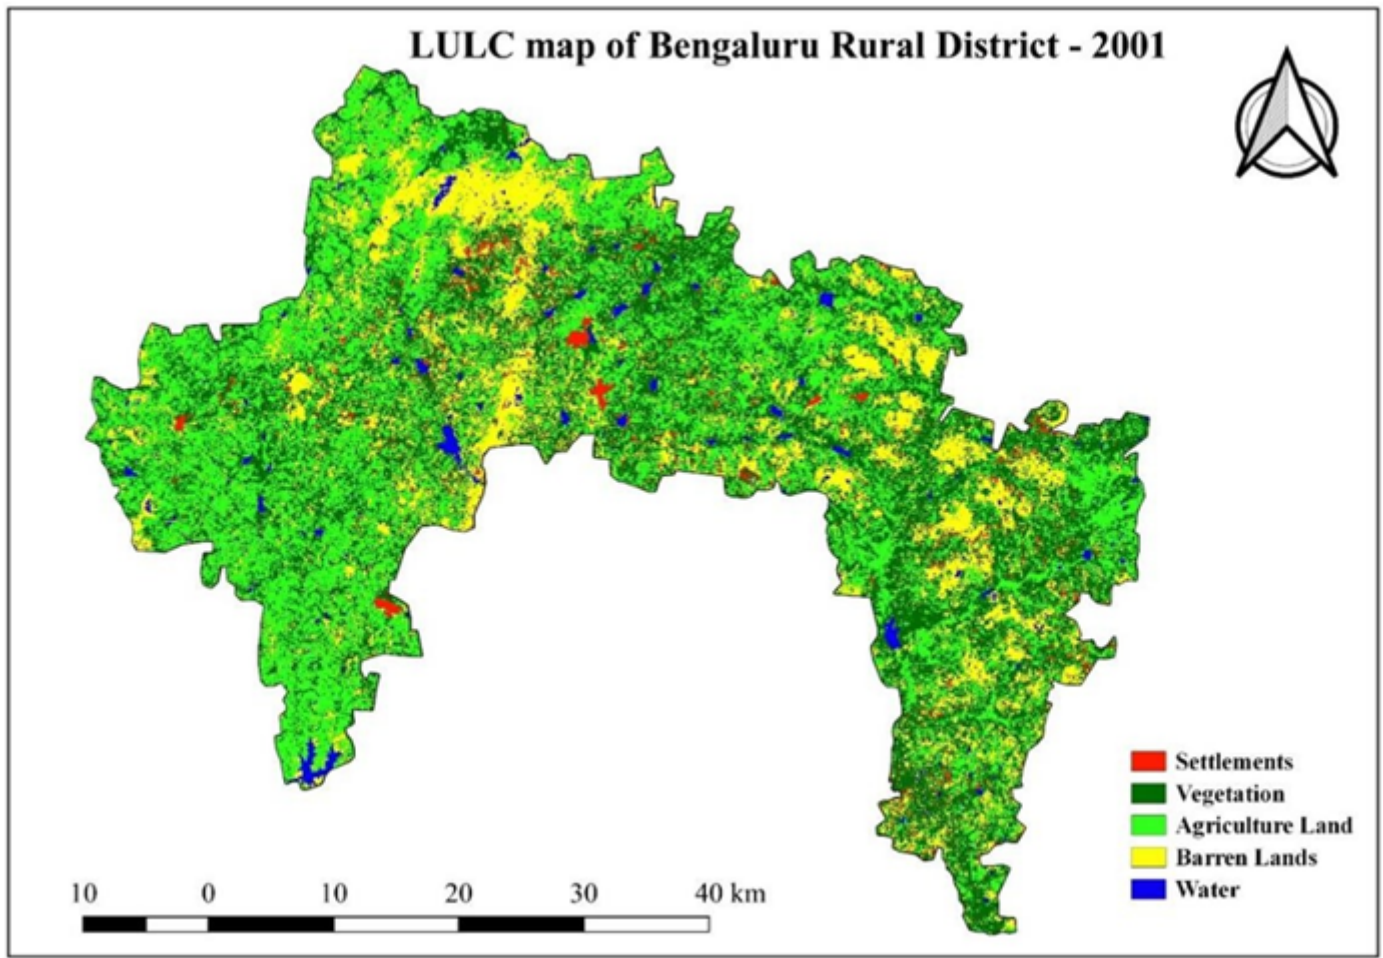 LULC map of Bengaluru Rural District - 2001
Settlements
Vegetation
Agriculture Land
Barren Lands
Water
10 0 10 20 30 40 km